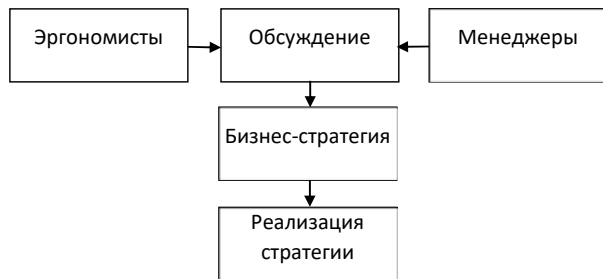 Эргономисты
Обсуждение
Менеджеры
Бизнес-стратегия
Реализация
стратегии